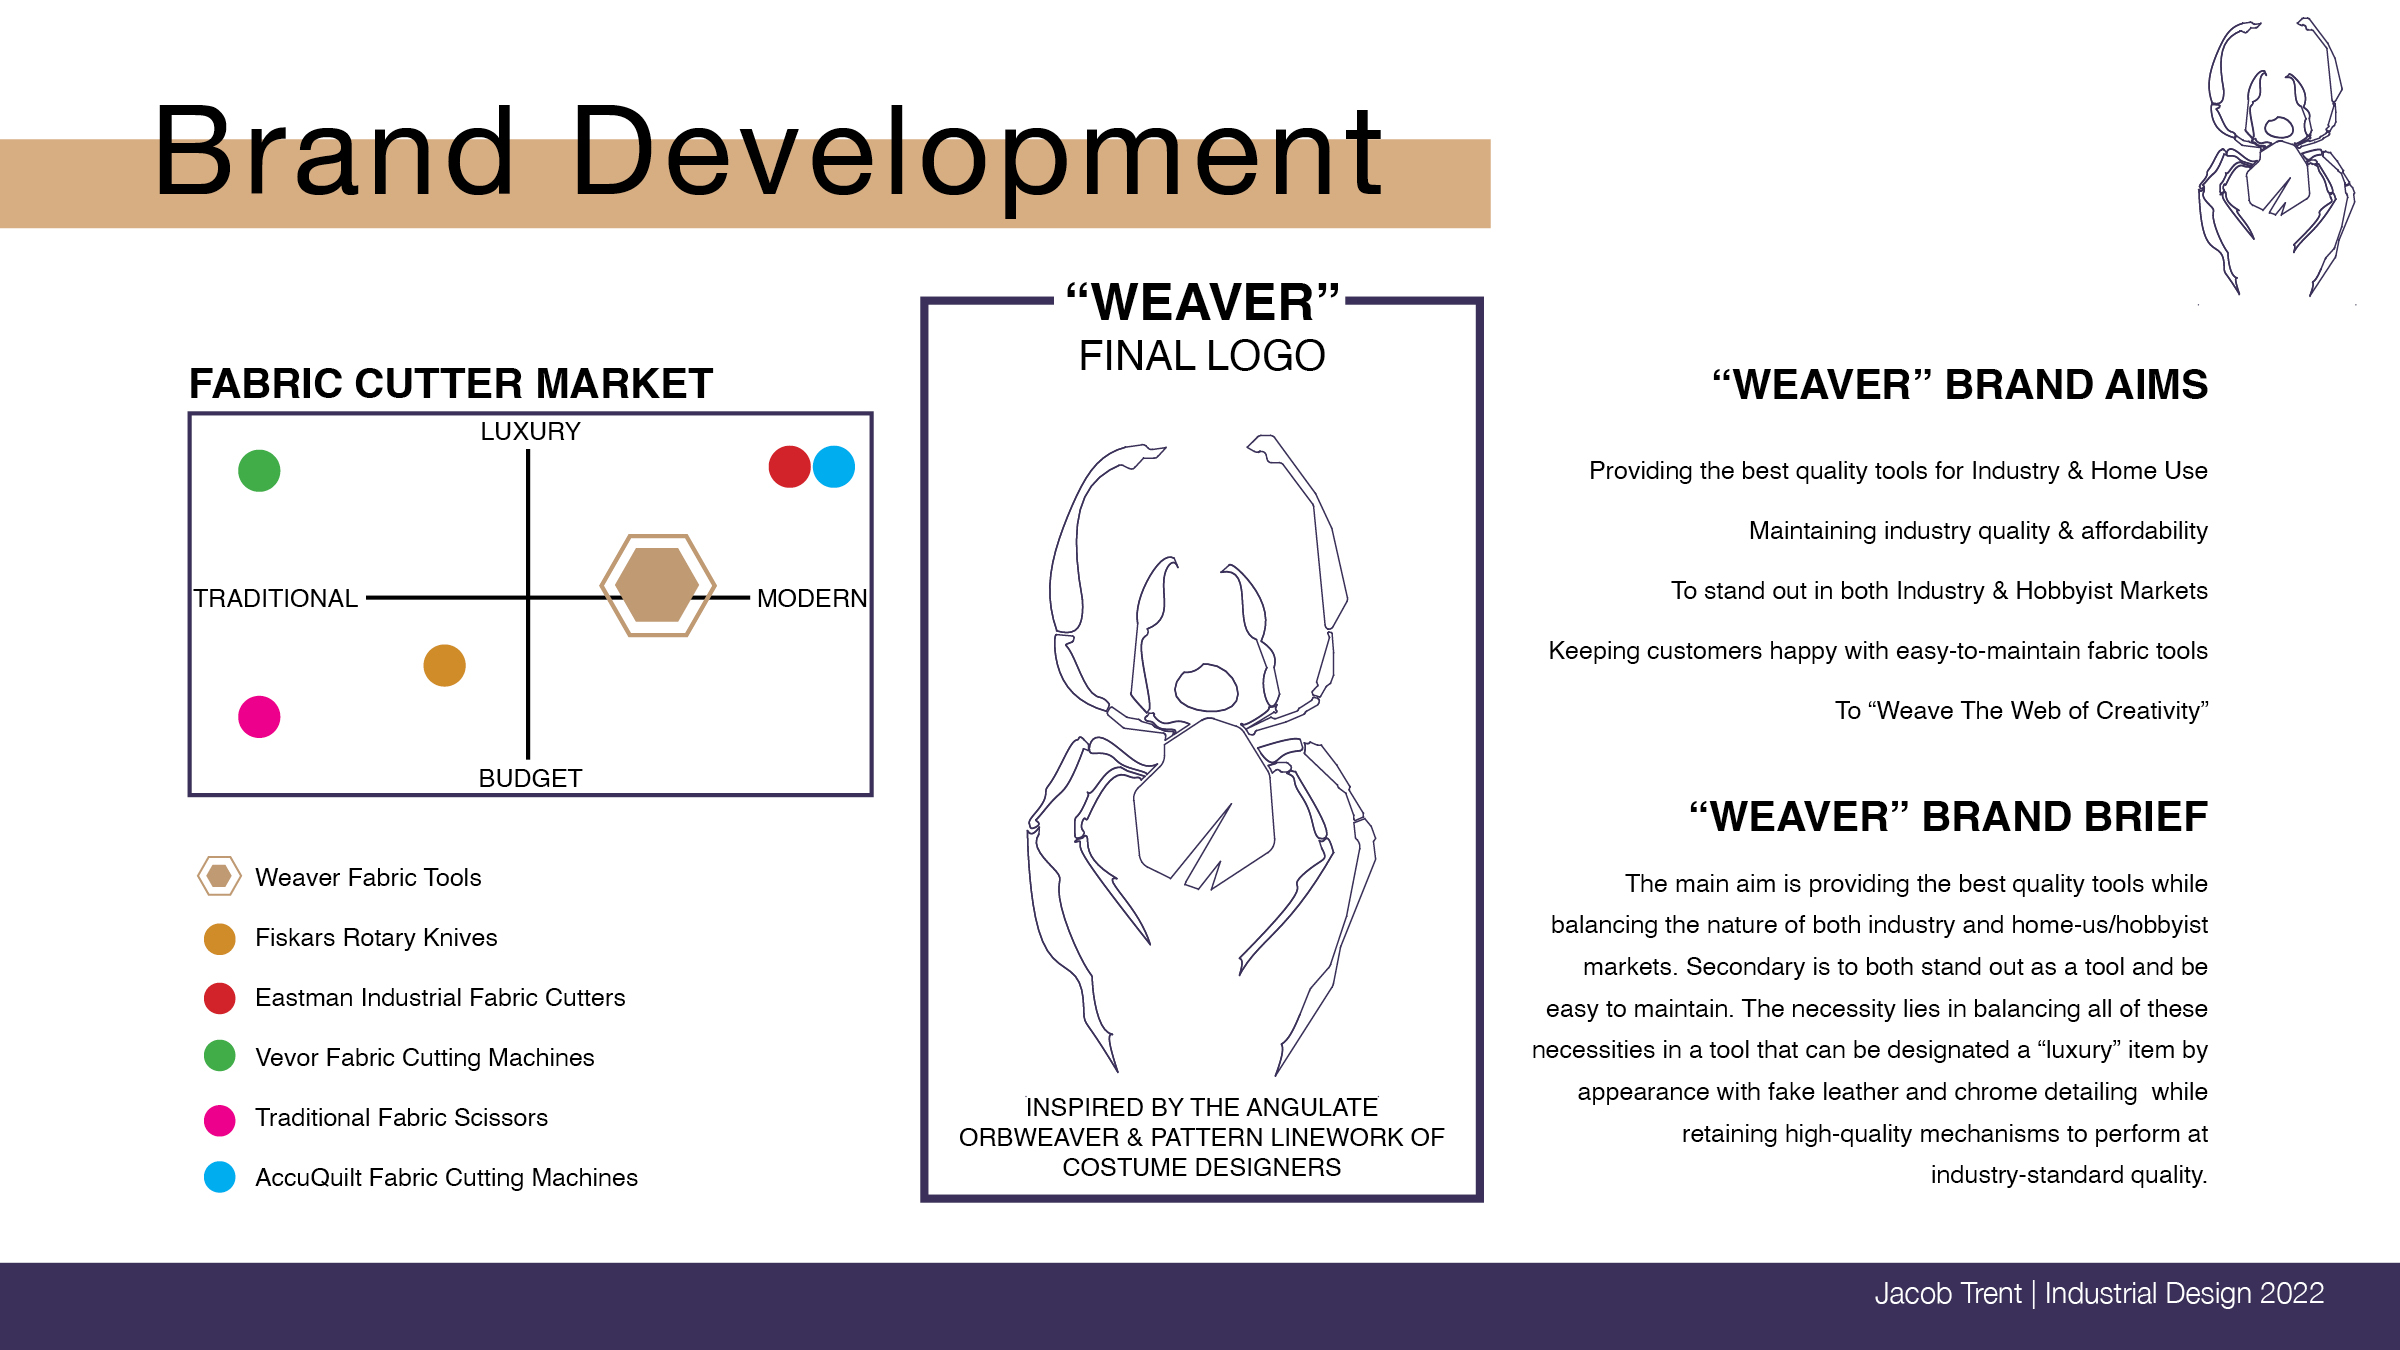 Brand Development
FABRIC CUTTER MARKET
LUXURY
TRADITIONAL
MODERN
BUDGET
Weaver Fabric Tools
Fiskars Rotary Knives
Eastman Industrial Fabric Cutters
Vevor Fabric Cutting Machines
Traditional Fabric Scissors
AccuQuilt Fabric Cutting Machines
“WEAVER”
FINAL LOGO
INSPIRED BY THE ANGULATE
ORBWEAVER & PATTERN LINEWORK OF
COSTUME DESIGNERS
“WEAVER” BRAND AIMS
Providing the best quality tools for Industry & Home Use
Maintaining industry quality & affordability
To stand out in both Industry & Hobbyist Markets
Keeping customers happy with easy-to-maintain fabric tools
To “Weave The Web of Creativity”
“WEAVER” BRAND BRIEF
The main aim is providing the best quality tools while
balancing the nature of both industry and home-us/hobbyist
markets. Secondary is to both stand out as a tool and be
easy to maintain. The necessity lies in balancing all of these
necessities in a tool that can be designated a “luxury” item by
appearance with fake leather and chrome detailing  while
retaining high-quality mechanisms to perform at
industry-standard quality.
Jacob Trent | Industrial Design 2022